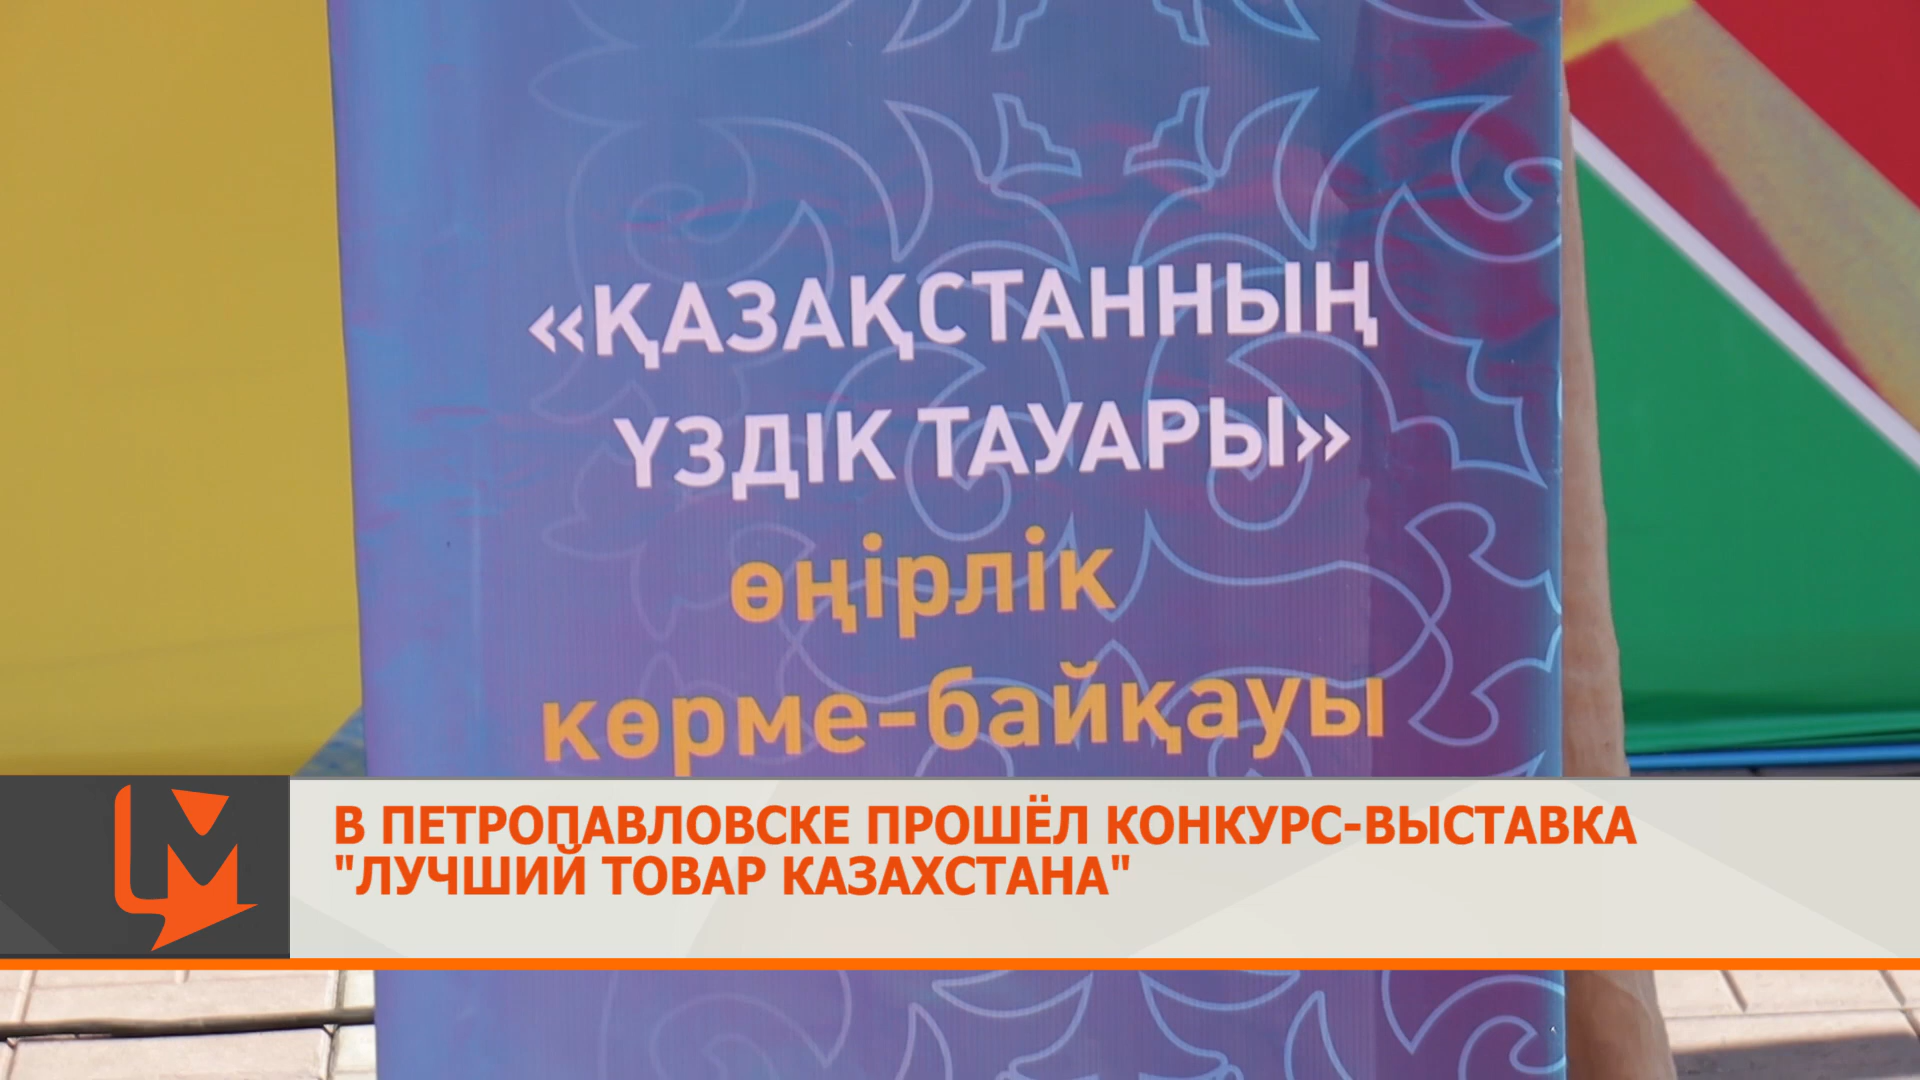 «ҚАЗАҚСТАННЫҢ
ҮЗДІК ТАУАРЫ»
өңірлік
көрме-байқауы
В ПЕТРОПАВЛОВСКЕ ПРОШЁЛ КОНКУРС-ВЫСТАВКА
"ЛУЧШИЙ ТОВАР КАЗАХСТАНА"